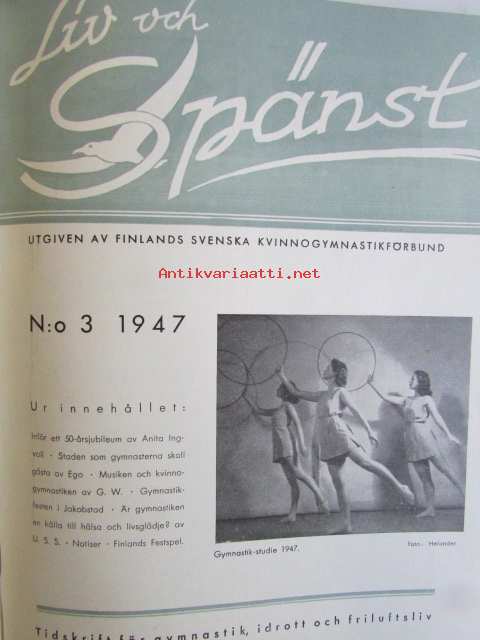 Liv och
Spänst
UTGIVEN AV FINLANDS SVENSKA KVINNOGYMNASTIKFÖRBUND
Antikvariaatti.net
N:o 3 1947
Ur innehållet:
Inför ett 50-årsjubileum av Anita Ing-
vall · Staden som gymnasterna skall
gästa av Ego · Musiken och kvinno-
gymnastiken av G. W. · Gymnastik-
festen i Jakobstad · Är gymnastiken
en källa till hälsa och livsglädje? av
U. S. S. · Notiser · Finlands Festspel.
Gymnastik-studie 1947.
Foto: Helander.
Tidskrift för gymnastik, idrott och friluftsliv